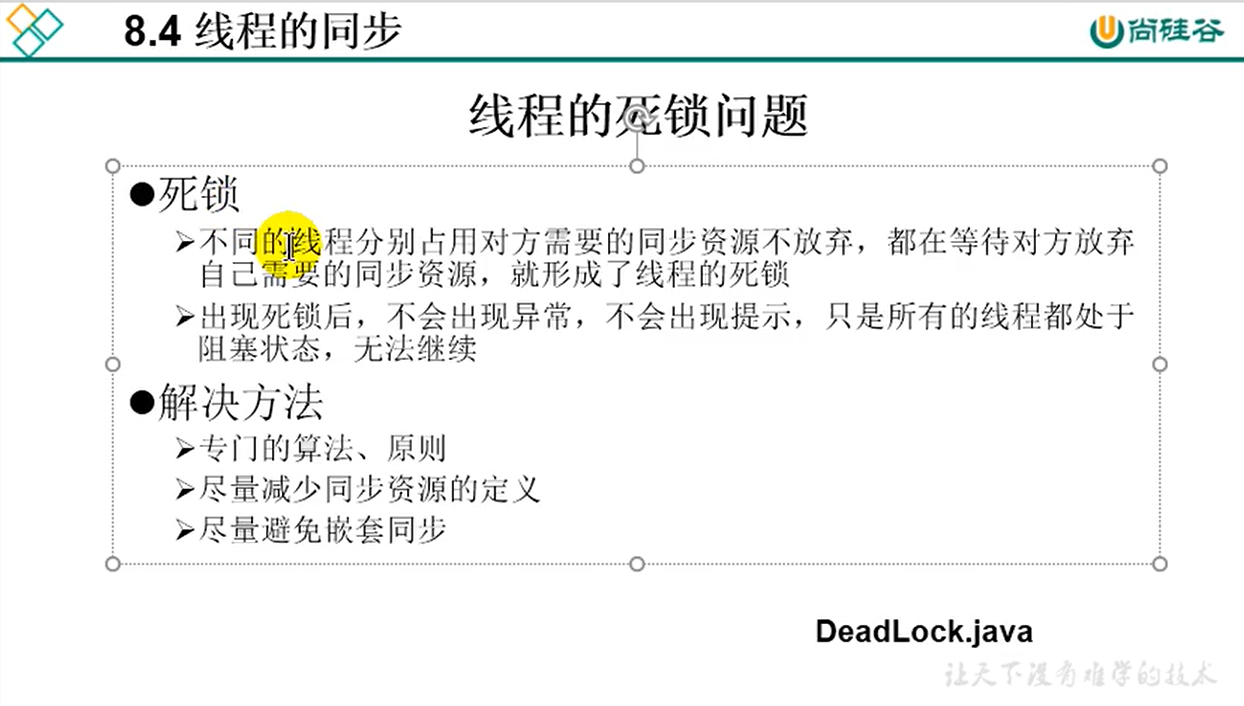 8.4 线程的同步
尚硅谷
线程的死锁问题
●死锁
➢不同的线程分别占用对方需要的同步资源不放弃，都在等待对方放弃
自己需要的同步资源，就形成了线程的死锁
➢出现死锁后，不会出现异常，不会出现提示，只是所有的线程都处于
阻塞状态，无法继续
●解决方法
➢专门的算法、原则
➢尽量减少同步资源的定义
➢尽量避免嵌套同步
DeadLock.java
让天下没有难学的技术